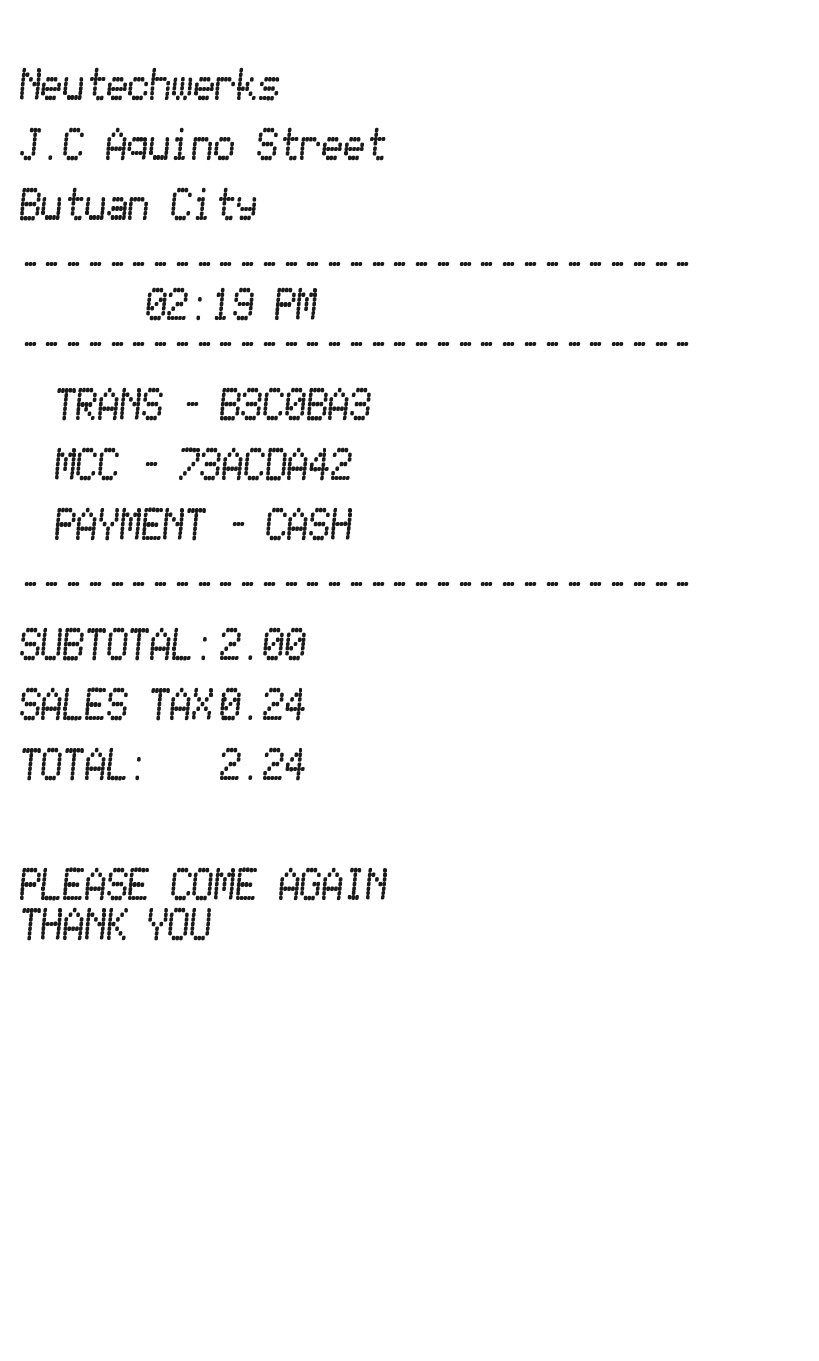 Neutechwerks
J.C Aquino Street
Butuan City
-------------------------------
02:19 PM
-------------------------------
TRANS - B3C0BA3
MCC - 73ACDA42
PAYMENT - CASH
-------------------------------
SUBTOTAL:2.00
SALES TAX0.24
TOTAL: 2.24
PLEASE COME AGAIN
THANK YOU